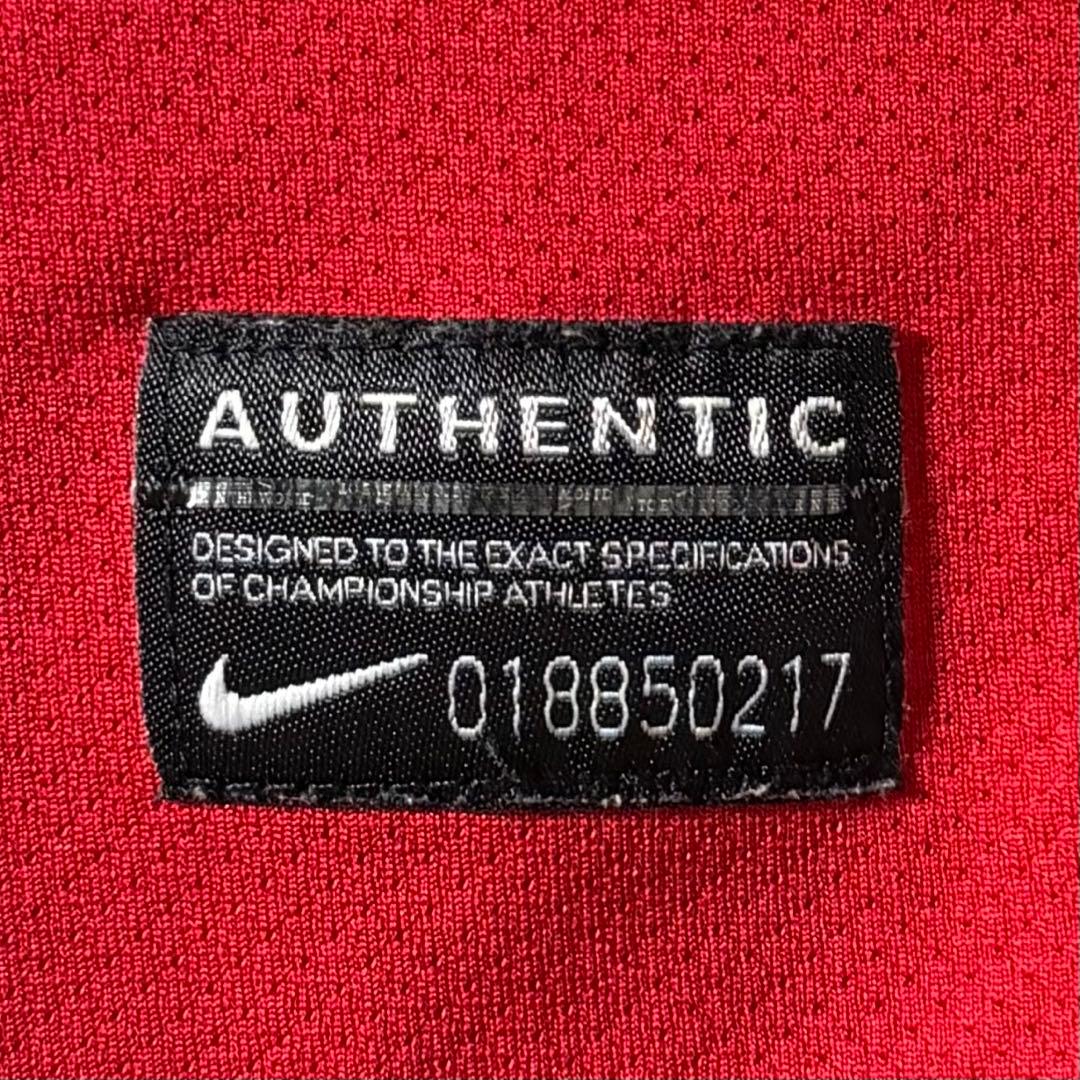 AUTHENTIC
DESIGNED TO THE EXACT SPECIFICATIONS
OF CHAMPIONSHIP ATHLETES
018850217